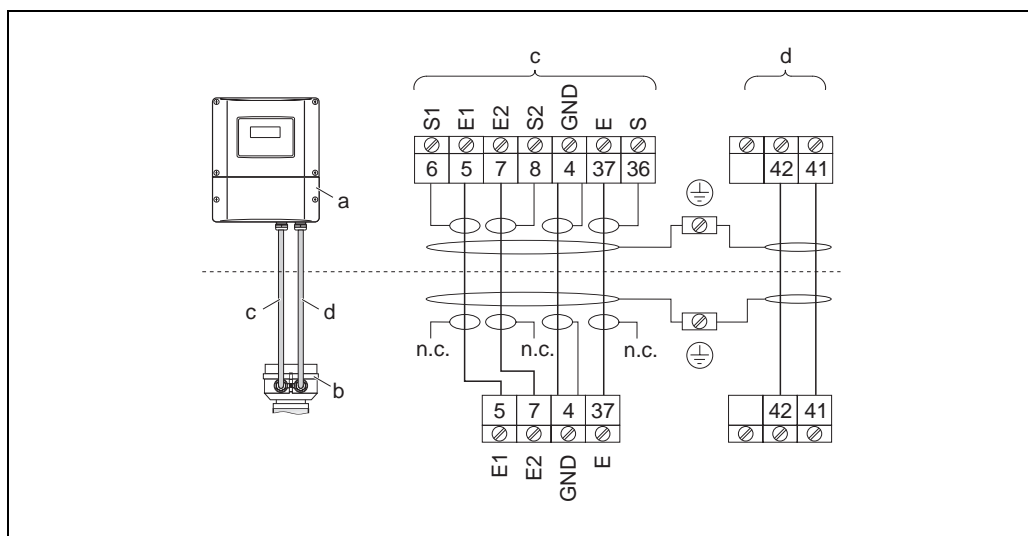 c d
S1 E1 E2 S2 GND E S
6 5 7 8 4 37 36 42 41
a
c d
n.c. n.c. n.c.
b
5 7 4 37 42 41
E1 E2 GND E